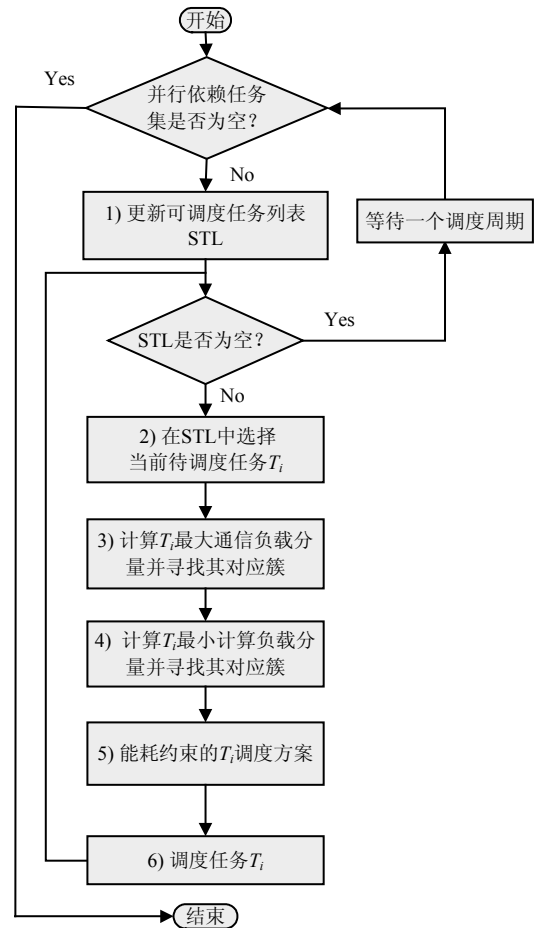 开始
Yes
并行依赖任务
集是否为空？
No
1) 更新可调度任务列表
STL
等待一个调度周期
STL是否为空？
Yes
No
2) 在STL中选择
当前待调度任务Ti
3) 计算Ti最大通信负载分
量并寻找其对应簇
4) 计算Ti最小计算负载分
量并寻找其对应簇
5) 能耗约束的Ti调度方案
6) 调度任务Ti
结束